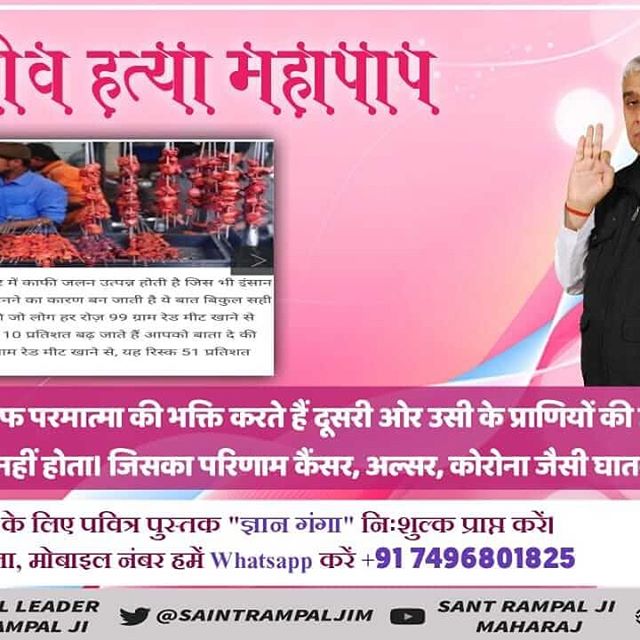 जीव हत्या महापाप
र में काफी जलन उत्पन्न होती है जिस भी इंसान
नने का कारण बन जाती है ये बात बिकुल सही
जो लोग हर रोज़ 99 ग्राम रेड मीट खाने से
10 प्रतिशत बढ़ जाते हैं आपको बाता दे की
ाम रेड मीट खाने से, यह रिस्क 51 प्रतिशत
फ परमात्मा की भक्ति करते हैं दूसरी ओर उसी के प्राणियों की
नहीं होता। जिसका परिणाम कैंसर, अल्सर, कोरोना जैसी घात
के लिए पवित्र पुस्तक "ज्ञान गंगा" निःशुल्क प्राप्त करें।
ा, मोबाइल नंबर हमें Whatsapp करें +91 7496801825
L LEADER
AMPAL JI
@SAINTRAMPALJIM
SANT RAMPAL JI
MAHARAJ